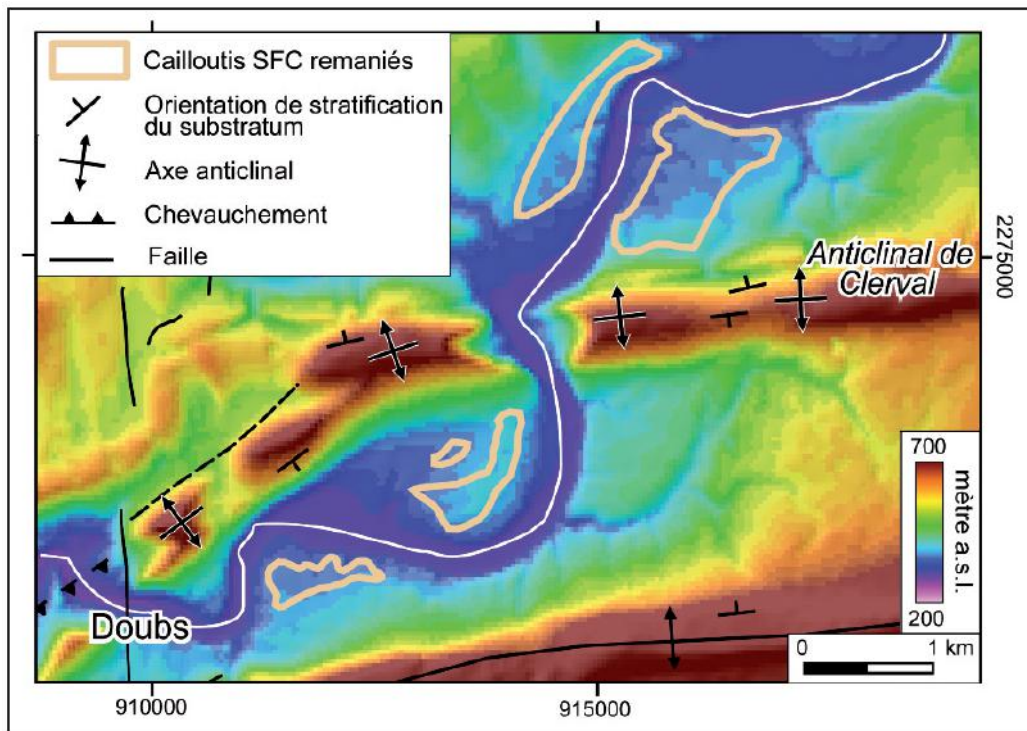 Cailloutis SFC remaniés
Orientation de stratification
du substratum
Axe anticlinal
Chevauchement
Faille
Anticlinal de
Clerval
2275000
Doubs
700
mètre a.s.l.
200
0
1 km
910000
915000